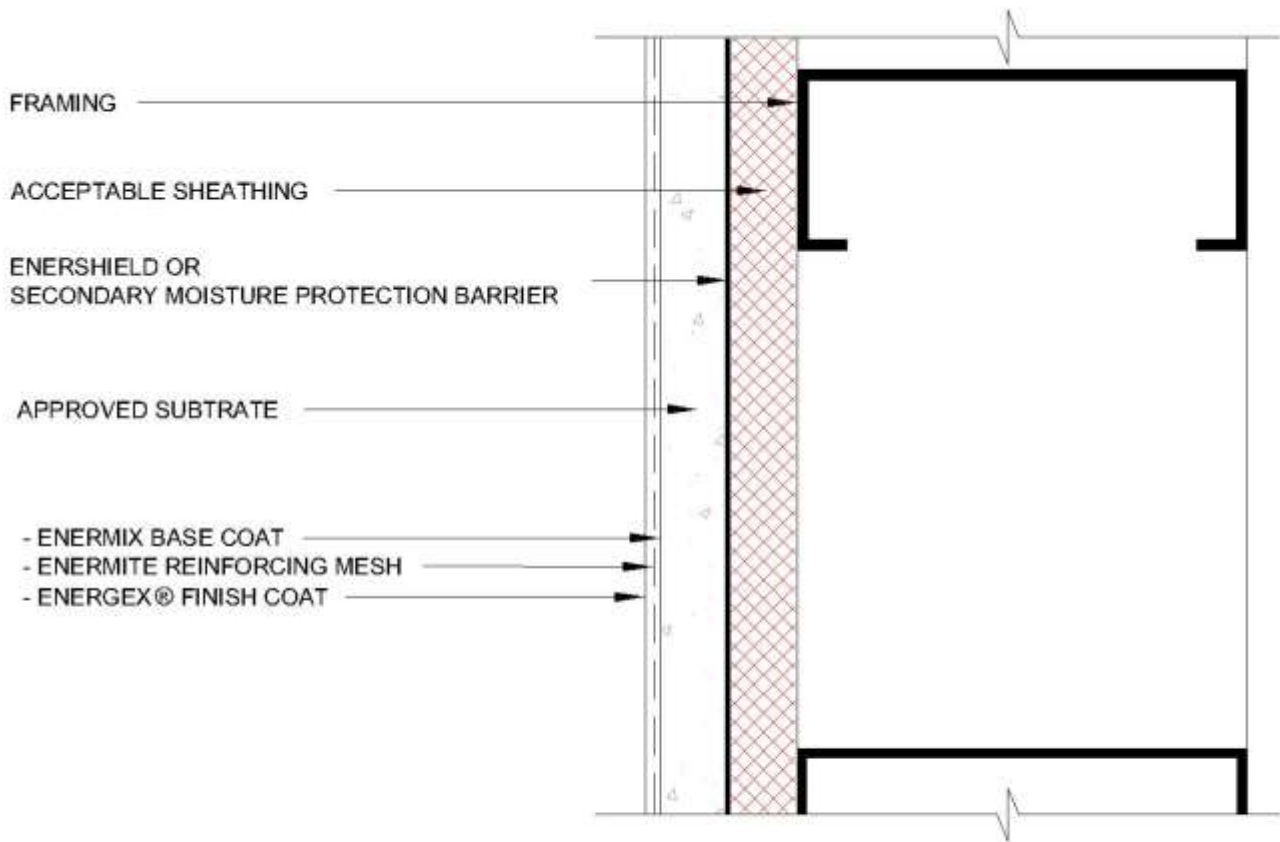 FRAMING
ACCEPTABLE SHEATHING
ENERSHIELD OR
SECONDARY MOISTURE PROTECTION BARRIER
APPROVED SUBTRATE
- ENERMIX BASE COAT
- ENERMITE REINFORCING MESH
- ENERGEX® FINISH COAT